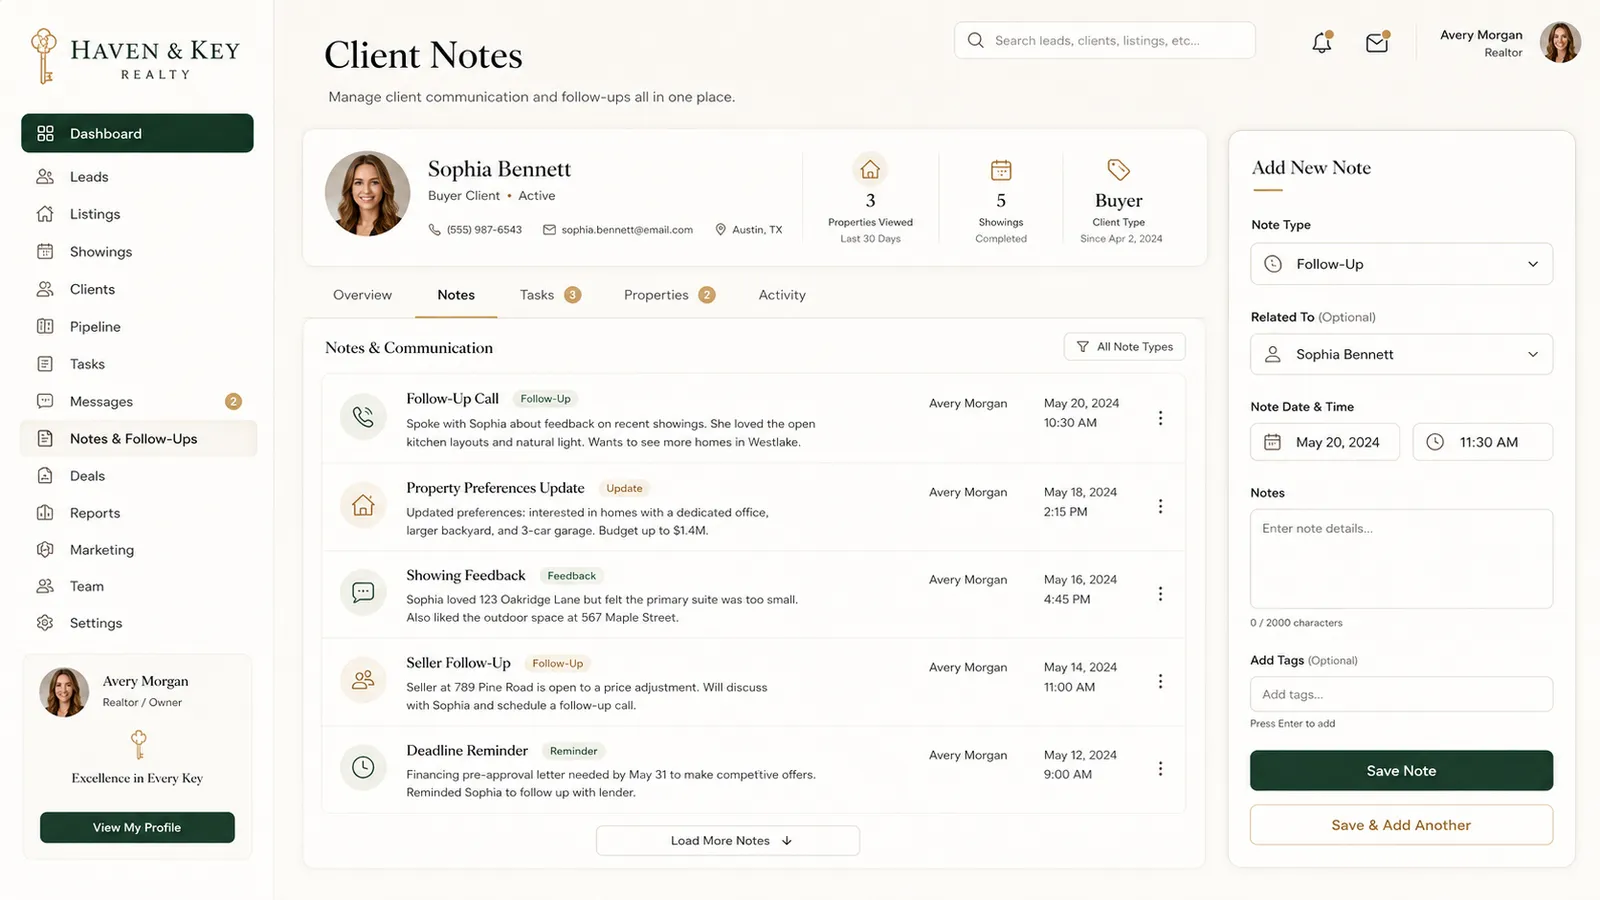 HAVEN & KEY
REALTY
Dashboard
Leads
Listings
Showings
Clients
Pipeline
Tasks
Messages 2
Notes & Follow-Ups
Deals
Reports
Marketing
Team
Settings
Avery Morgan
Realtor / Owner
Excellence in Every Key
View My Profile
Client Notes
Manage client communication and follow-ups all in one place.
Search leads, clients, listings, etc...
Avery Morgan
Realtor
Sophia Bennett
Buyer Client • Active
(555) 987-6543 sophia.bennett@email.com Austin, TX
3
Properties Viewed
Last 30 Days
5
Showings
Completed
Buyer
Client Type
Since Apr 2, 2024
Overview Notes Tasks 3 Properties 2 Activity
Notes & Communication
All Note Types
Follow-Up Call Follow-Up
Spoke with Sophia about feedback on recent showings. She loved the open
kitchen layouts and natural light. Wants to see more homes in Westlake.
Avery Morgan
May 20, 2024
10:30 AM
Property Preferences Update Update
Updated preferences: interested in homes with a dedicated office,
larger backyard, and 3-car garage. Budget up to $1.4M.
Avery Morgan
May 18, 2024
2:15 PM
Showing Feedback Feedback
Sophia loved 123 Oakridge Lane but felt the primary suite was too small.
Also liked the outdoor space at 567 Maple Street.
Avery Morgan
May 16, 2024
4:45 PM
Seller Follow-Up Follow-Up
Seller at 789 Pine Road is open to a price adjustment. Will discuss
with Sophia and schedule a follow-up call.
Avery Morgan
May 14, 2024
11:00 AM
Deadline Reminder Reminder
Financing pre-approval letter needed by May 31 to make competitive offers.
Reminded Sophia to follow up with lender.
Avery Morgan
May 12, 2024
9:00 AM
Load More Notes ↓
Add New Note
Note Type
Follow-Up
Related To (Optional)
Sophia Bennett
Note Date & Time
May 20, 2024 11:30 AM
Notes
Enter note details...
0 / 2000 characters
Add Tags (Optional)
Add tags...
Press Enter to add
Save Note
Save & Add Another